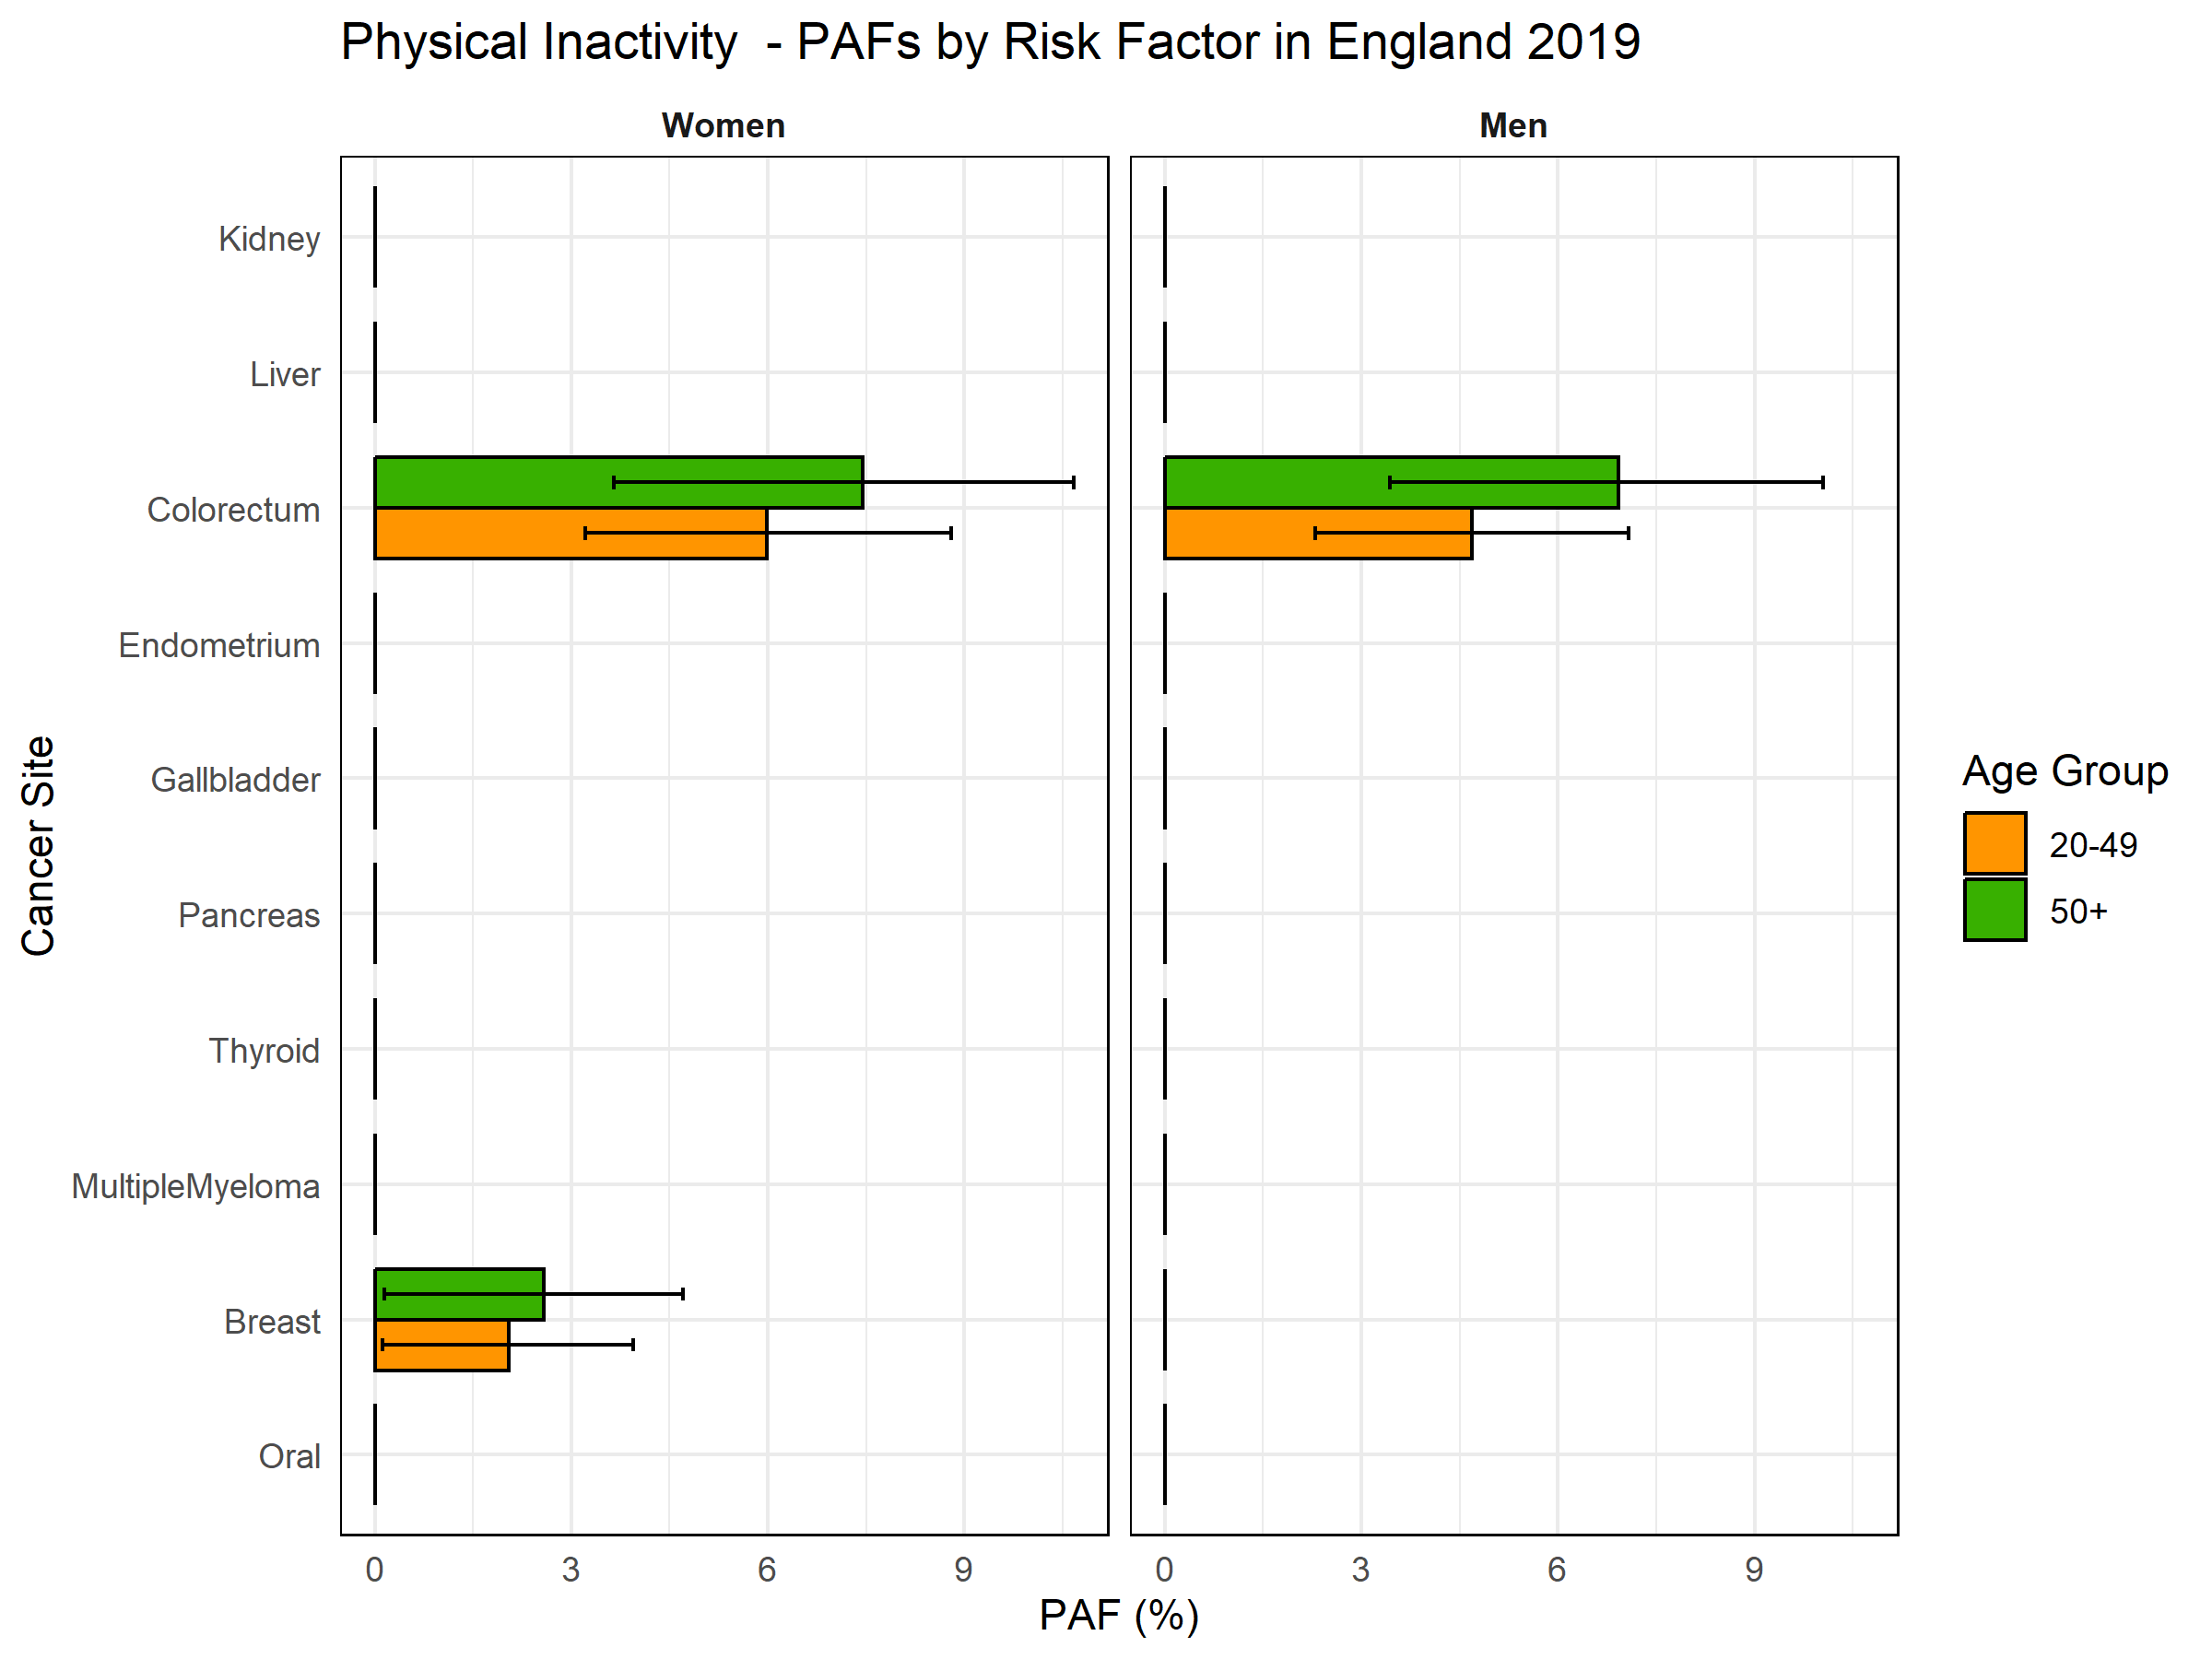 Physical Inactivity  - PAFs by Risk Factor in England 2019
Women
Men
Cancer Site
Kidney
Liver
Colorectum
Endometrium
Gallbladder
Pancreas
Thyroid
MultipleMyeloma
Breast
Oral
0 3 6 9
0 3 6 9
PAF (%)
Age Group
20-49
50+